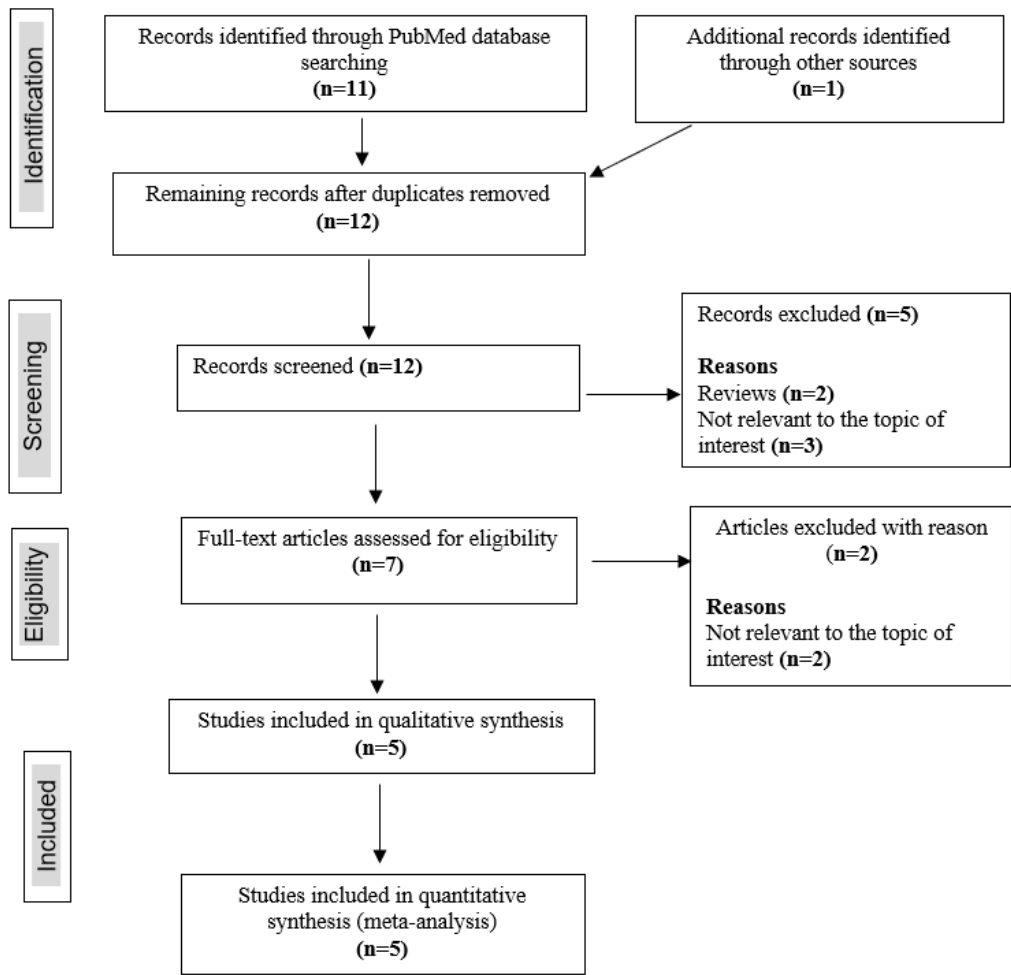 Identification
Records identified through PubMed database
searching
(n=11)
Additional records identified
through other sources
(n=1)
Remaining records after duplicates removed
(n=12)
Screening
Records screened (n=12)
Records excluded (n=5)
Reasons
Reviews (n=2)
Not relevant to the topic of
interest (n=3)
Eligibility
Full-text articles assessed for eligibility
(n=7)
Articles excluded with reason
(n=2)
Reasons
Not relevant to the topic of
interest (n=2)
Included
Studies included in qualitative synthesis
(n=5)
Studies included in quantitative
synthesis (meta-analysis)
(n=5)